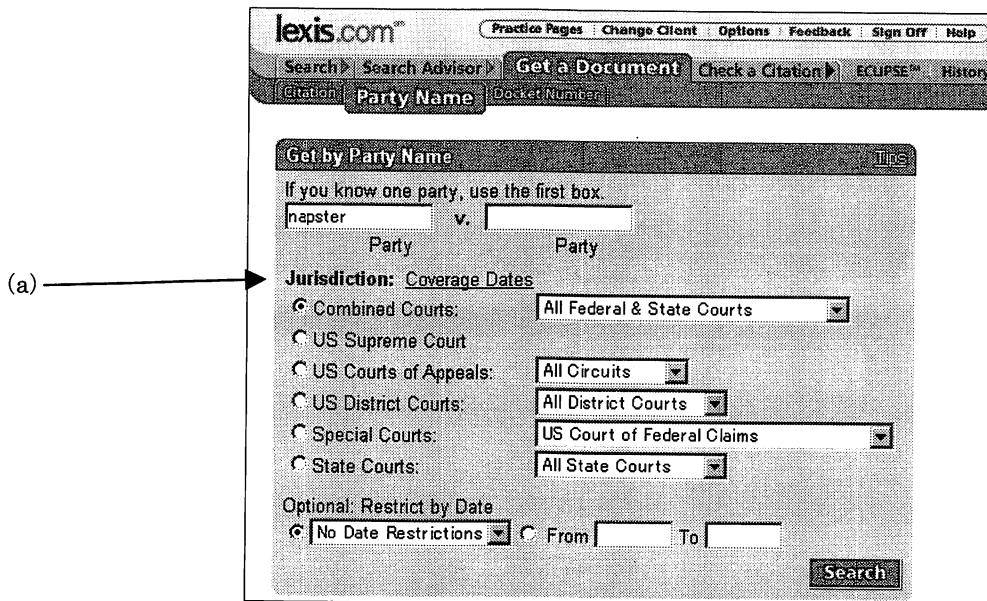 lexis.com™ Practice Pages Change Client Options Feedback Sign Off Help
Search Search Advisor Get a Document Check a Citation ECLIPSE™ History
Citation Party Name Docket Number
Get by Party Name Tips
If you know one party, use the first box.
napster v.
Party Party
(a) Jurisdiction: Coverage Dates
Combined Courts: All Federal & State Courts
US Supreme Court
US Courts of Appeals: All Circuits
US District Courts: All District Courts
Special Courts: US Court of Federal Claims
State Courts: All State Courts
Optional: Restrict by Date
No Date Restrictions From To
Search